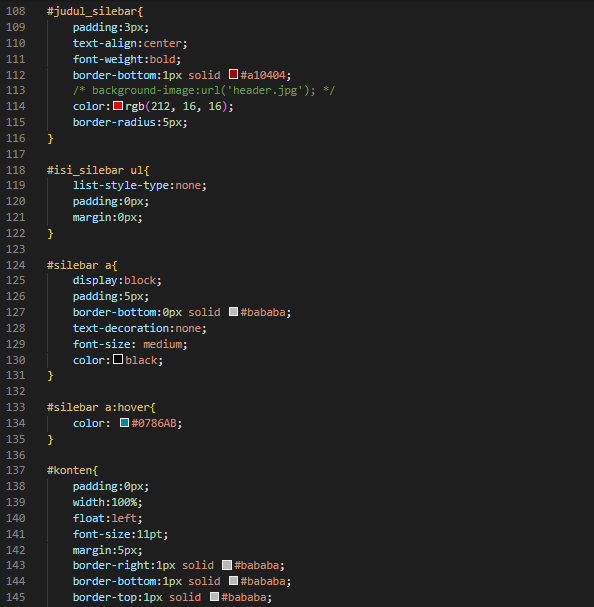 108 #judul_silebar{
109     padding:3px;
110     text-align:center;
111     font-weight:bold;
112     border-bottom:1px solid #a10404;
113     /* background-image:url('header.jpg'); */
114     color:rgb(212, 16, 16);
115     border-radius:5px;
116 }
117
118 #isi_silebar ul{
119     list-style-type:none;
120     padding:0px;
121     margin:0px;
122 }
123
124 #silebar a{
125     display:block;
126     padding:5px;
127     border-bottom:0px solid #bababa;
128     text-decoration:none;
129     font-size: medium;
130     color:black;
131 }
132
133 #silebar a:hover{
134     color: #0786AB;
135 }
136
137 #konten{
138     padding:0px;
139     width:100%;
140     float:left;
141     font-size:11pt;
142     margin:5px;
143     border-right:1px solid #bababa;
144     border-bottom:1px solid #bababa;
145     border-top:1px solid #bababa;